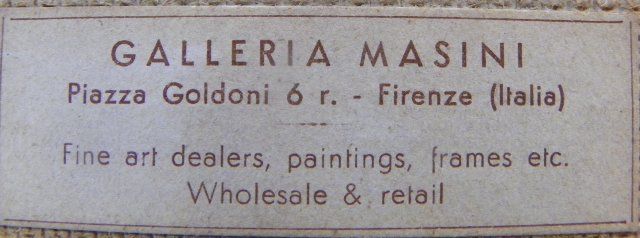 GALLERIA MASINI
Piazza Goldoni 6 r. - Firenze (Italia)
Fine art dealers, paintings, frames etc.
Wholesale & retail